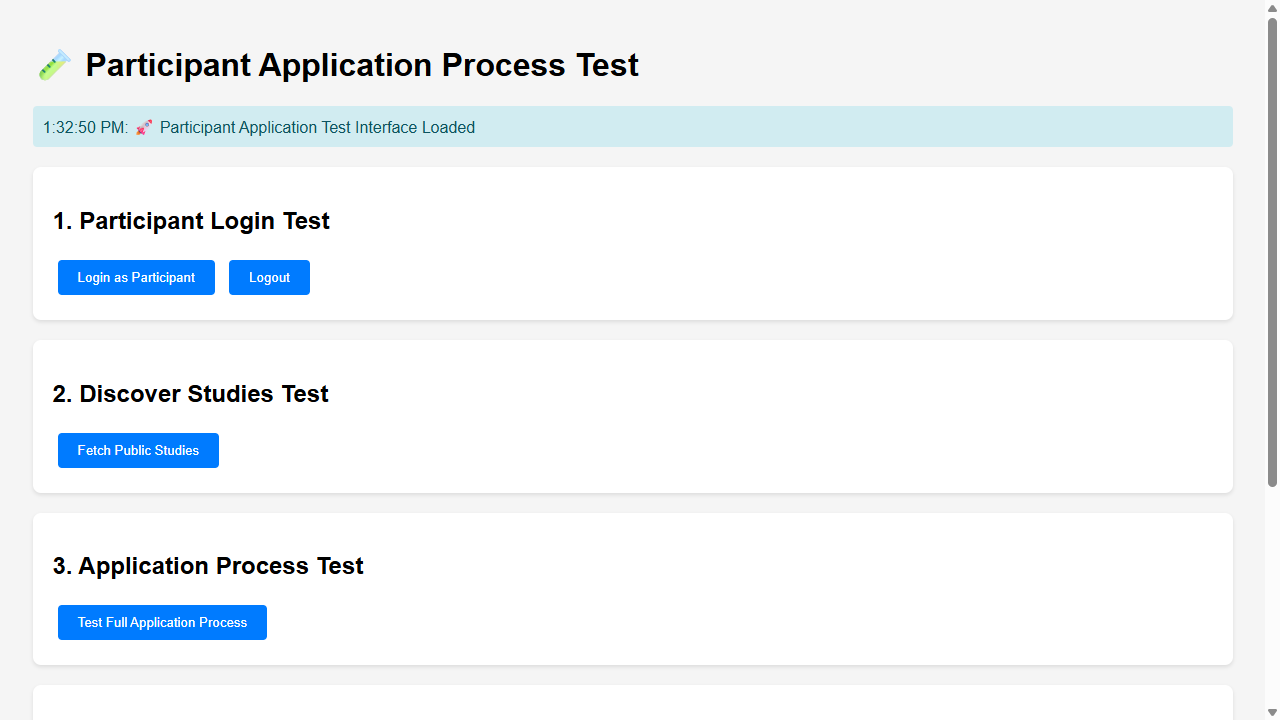 🧪 Participant Application Process Test
1:32:50 PM: 🚀 Participant Application Test Interface Loaded
1. Participant Login Test
Login as Participant Logout
2. Discover Studies Test
Fetch Public Studies
3. Application Process Test
Test Full Application Process